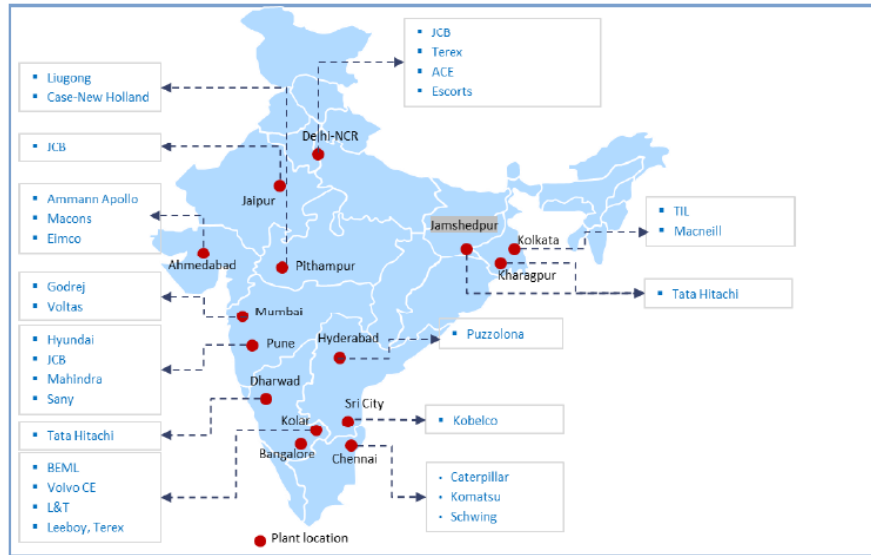 JCB
Terex
ACE
Escorts
Liugong
Case-New Holland
Delhi-NCR
JCB
Jaipur
Ammann Apollo
Macons
Eimco
Ahmedabad
Pithampur
Jamshedpur
Kolkata
Kharagpur
TIL
Macneill
Tata Hitachi
Godrej
Voltas
Mumbai
Hyundai
JCB
Mahindra
Sany
Pune
Hyderabad
Puzzolona
Dharwad
Tata Hitachi
Sri City
Kobelco
Kolar
Bangalore
Chennai
BEML
Volvo CE
L&T
Leeboy, Terex
Caterpillar
Komatsu
Schwing
Plant location